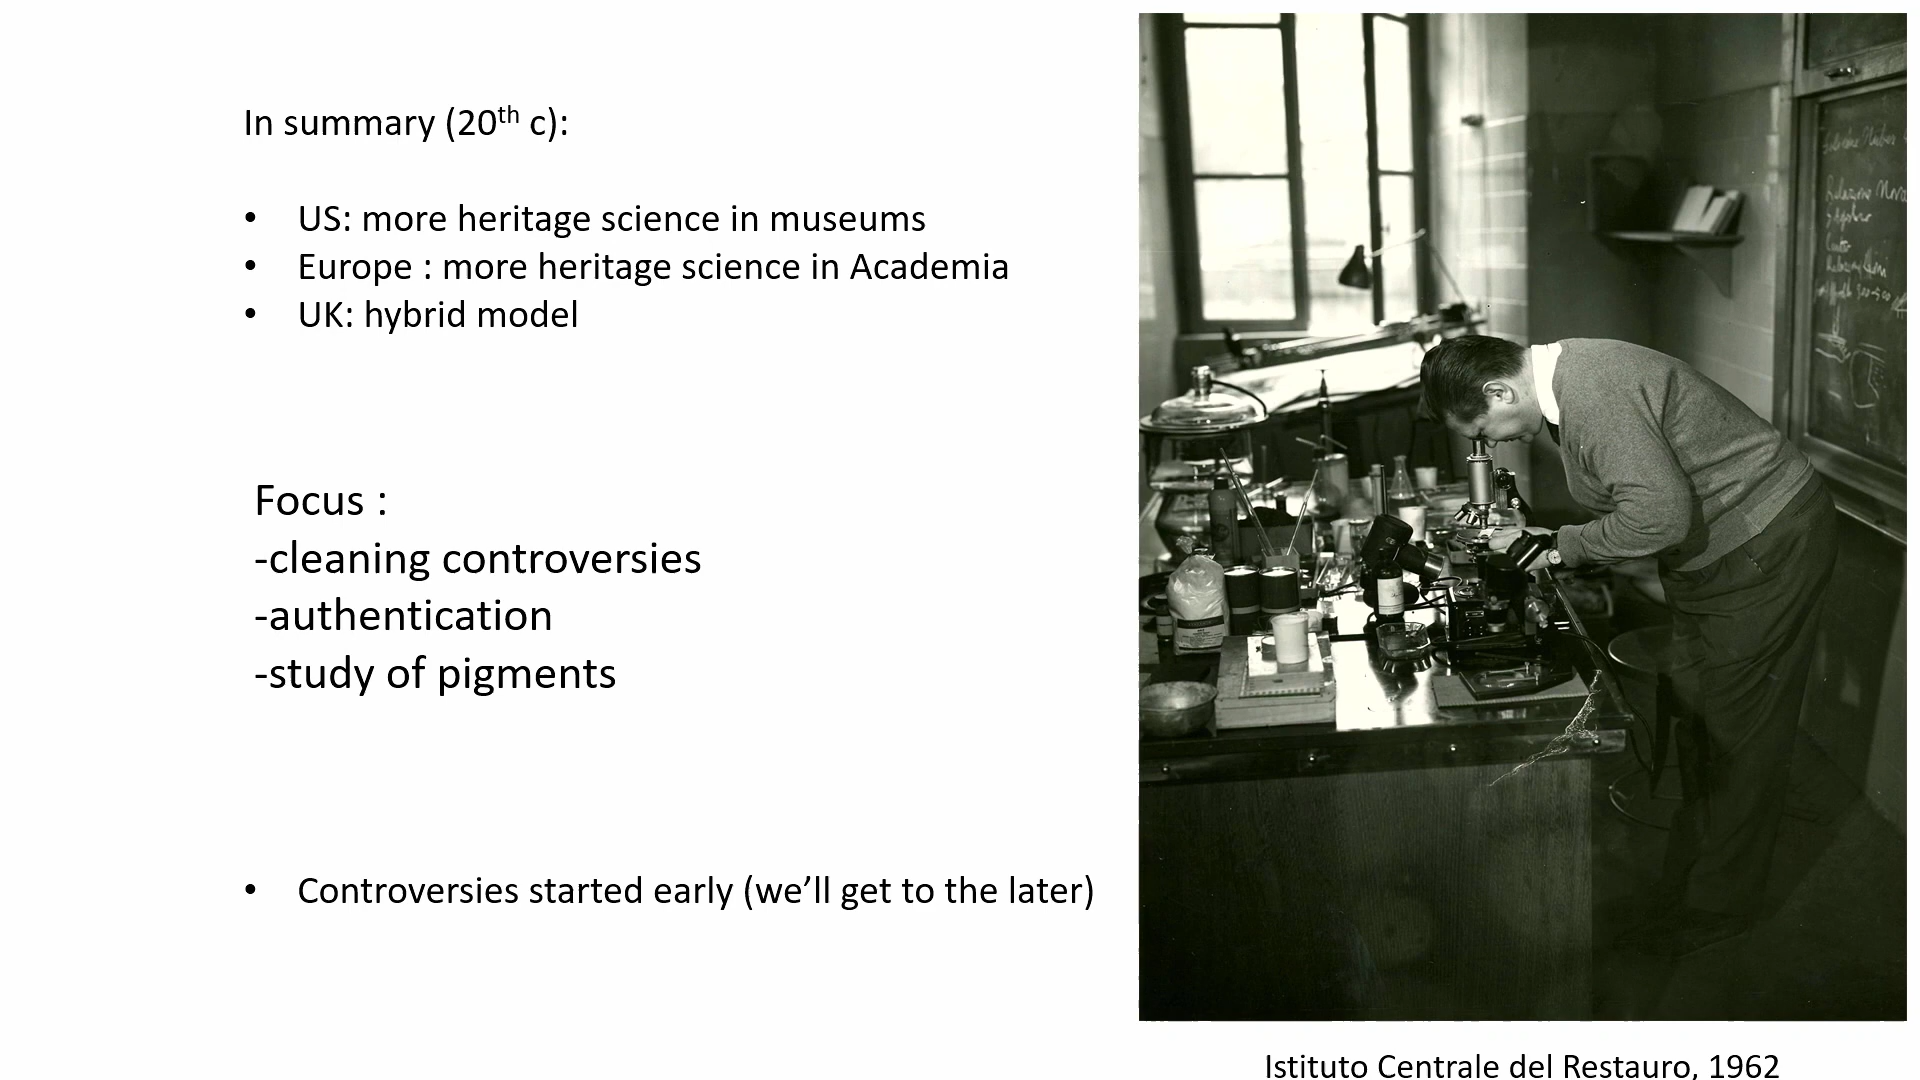 In summary (20th c):
• US: more heritage science in museums
• Europe : more heritage science in Academia
• UK: hybrid model
Focus :
-cleaning controversies
-authentication
-study of pigments
• Controversies started early (we’ll get to the later)
Istituto Centrale del Restauro, 1962